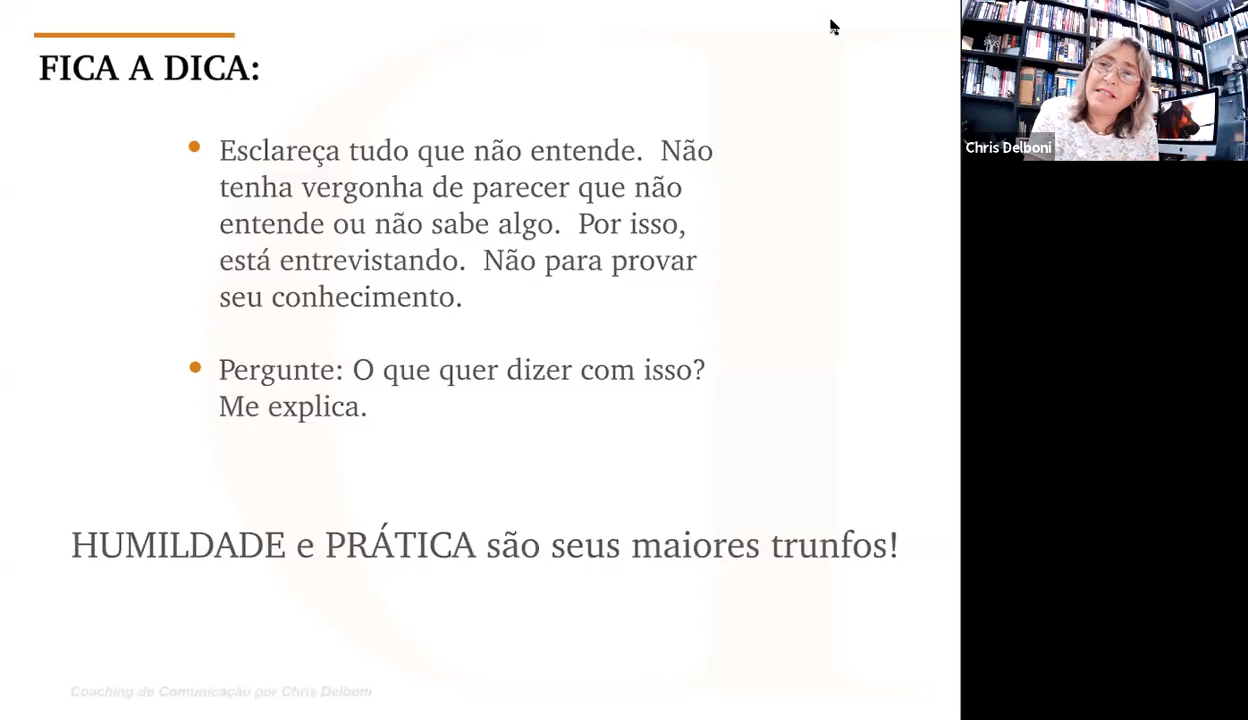 FICA A DICA:
Esclareça tudo que não entende.  Não
tenha vergonha de parecer que não
entende ou não sabe algo.  Por isso,
está entrevistando.  Não para provar
seu conhecimento.
Pergunte: O que quer dizer com isso?
Me explica.
HUMILDADE e PRÁTICA são seus maiores trunfos!
Coaching de Comunicação por Chris Delboni
Chris Delboni